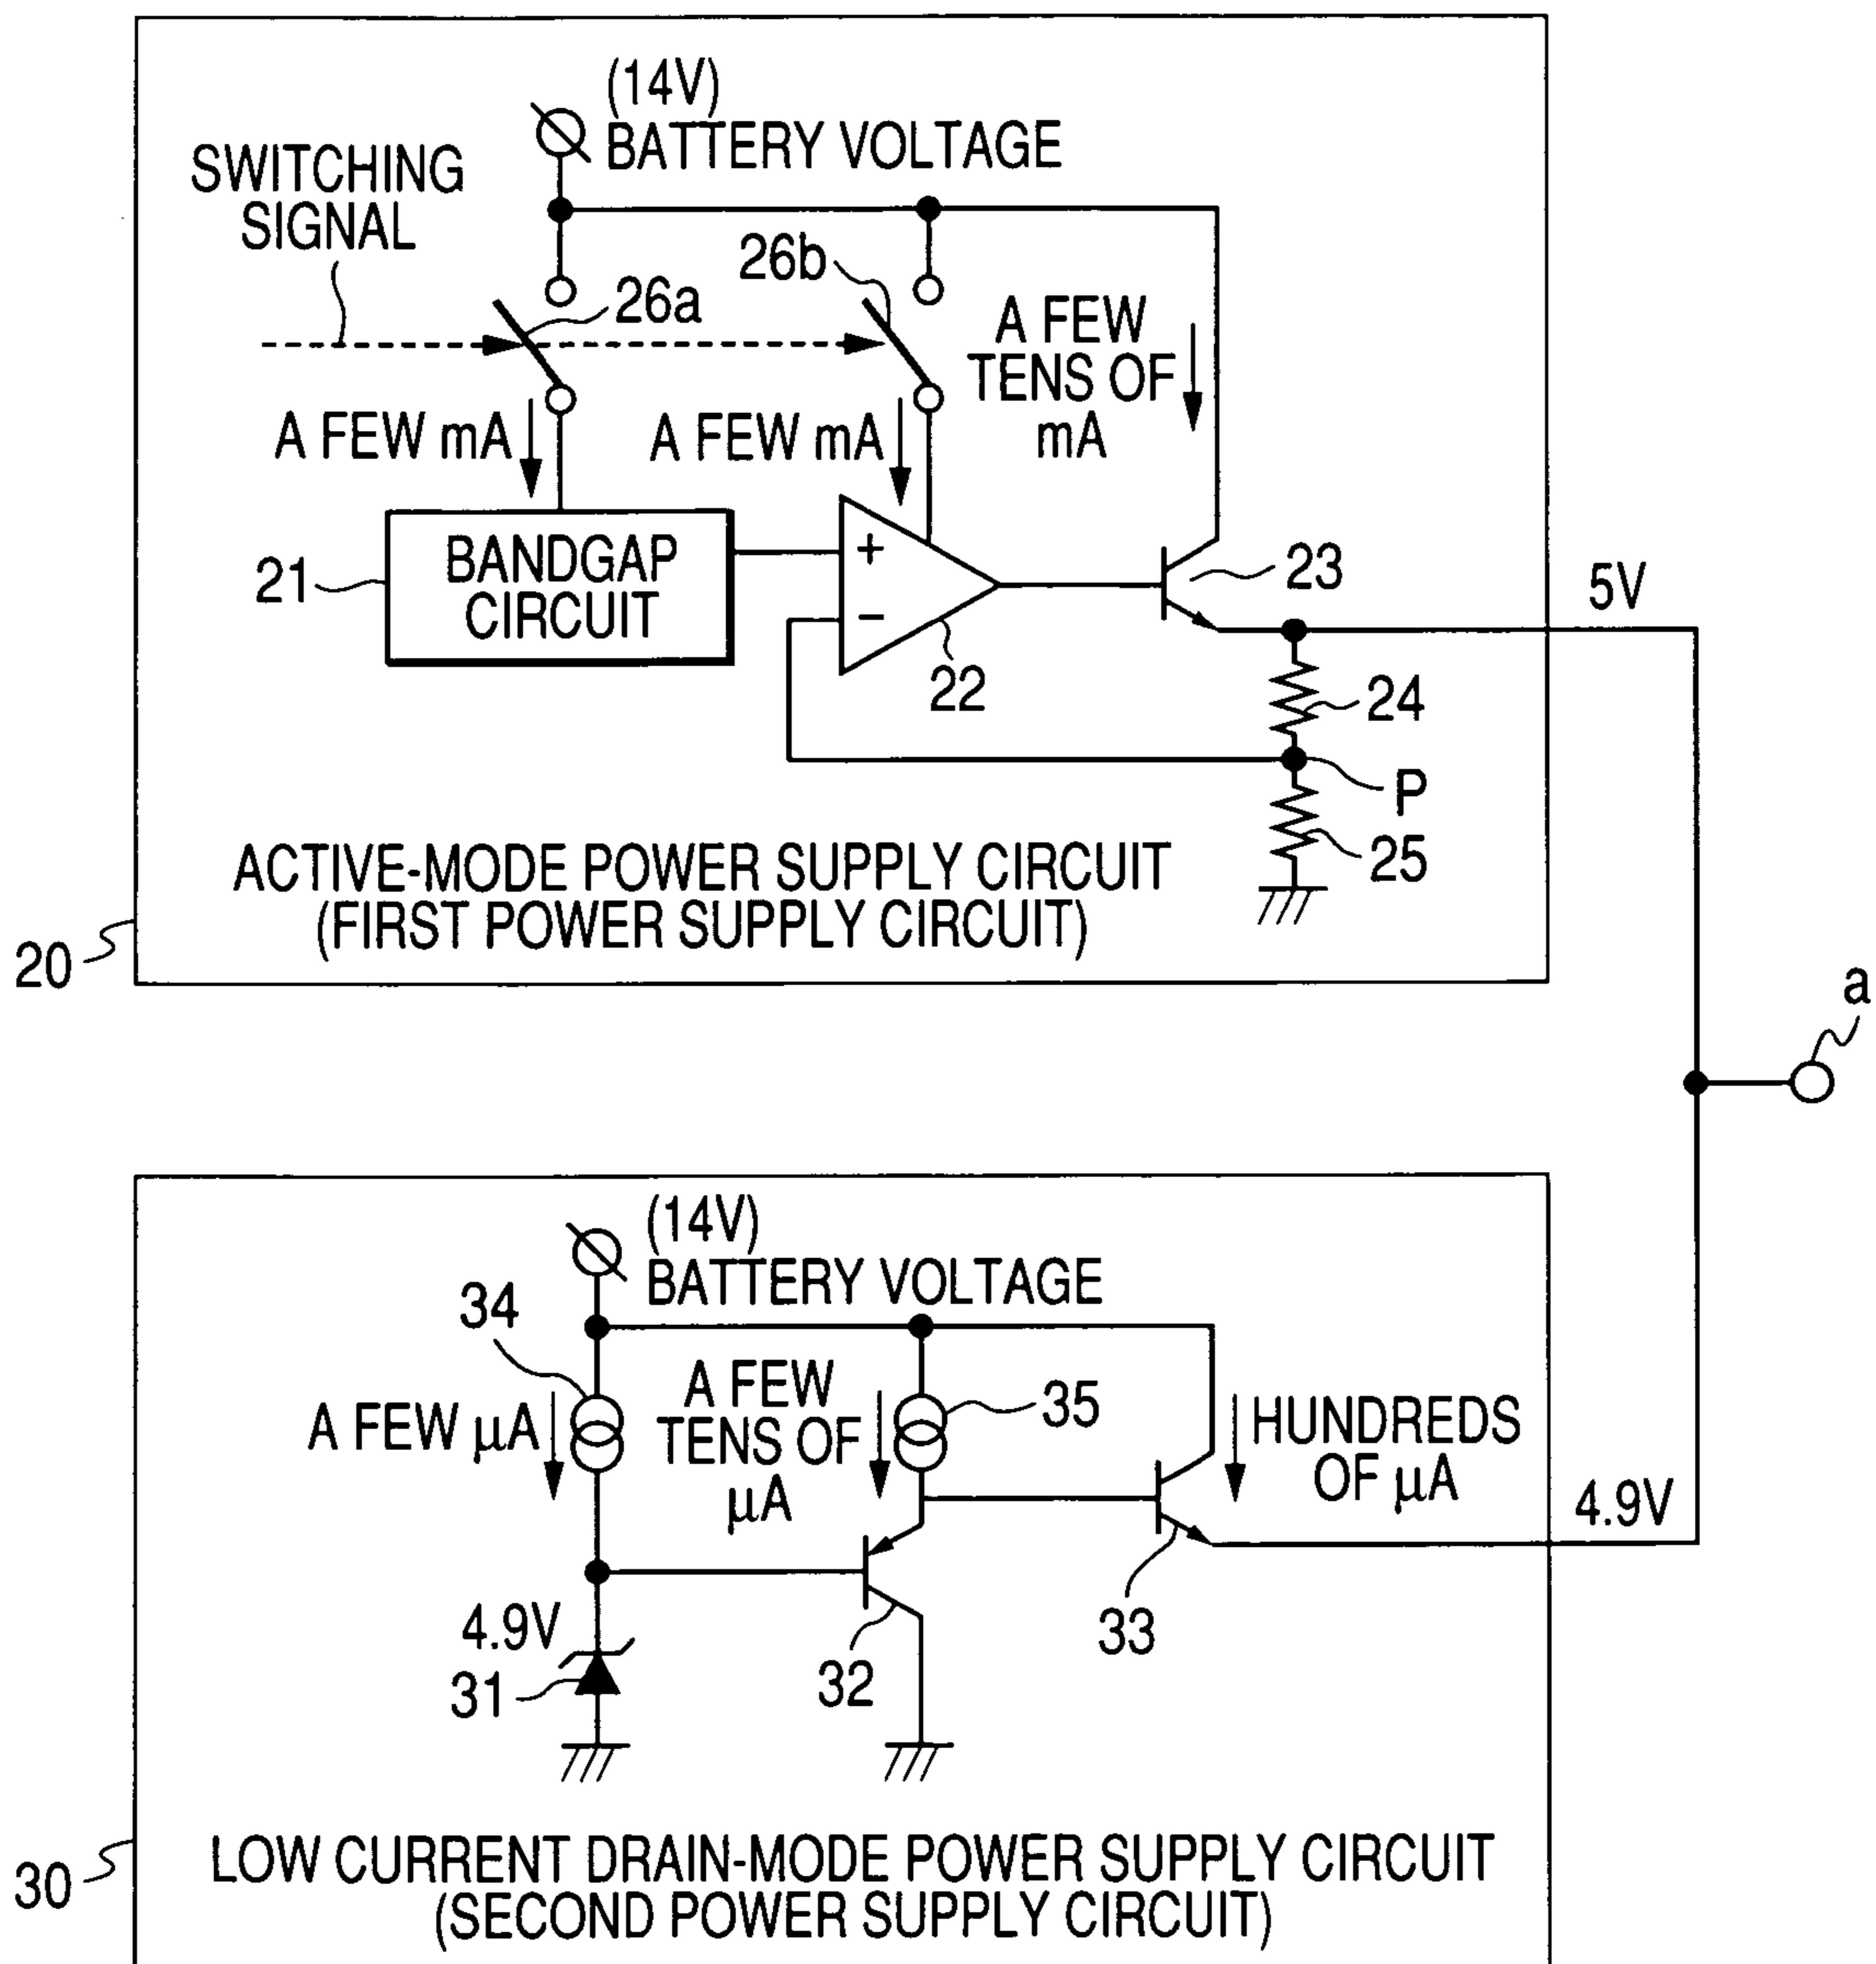 (14V)
BATTERY VOLTAGE
SWITCHING
SIGNAL
26a
26b
A FEW
TENS OF
mA
A FEW mA
A FEW mA
21
BANDGAP
CIRCUIT
+
−
22
23
5V
24
P
25
ACTIVE-MODE POWER SUPPLY CIRCUIT
(FIRST POWER SUPPLY CIRCUIT)
20
a
(14V)
BATTERY VOLTAGE
34
A FEW μA
A FEW
TENS OF
μA
35
HUNDREDS
OF μA
4.9V
4.9V
31
32
33
LOW CURRENT DRAIN-MODE POWER SUPPLY CIRCUIT
(SECOND POWER SUPPLY CIRCUIT)
30